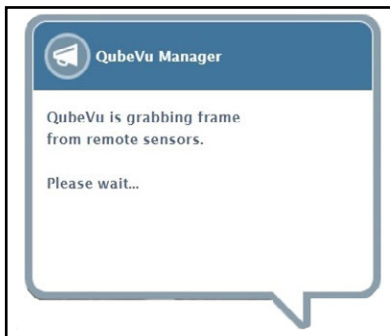 QubeVu Manager
QubeVu is grabbing frame
from remote sensors.
Please wait...